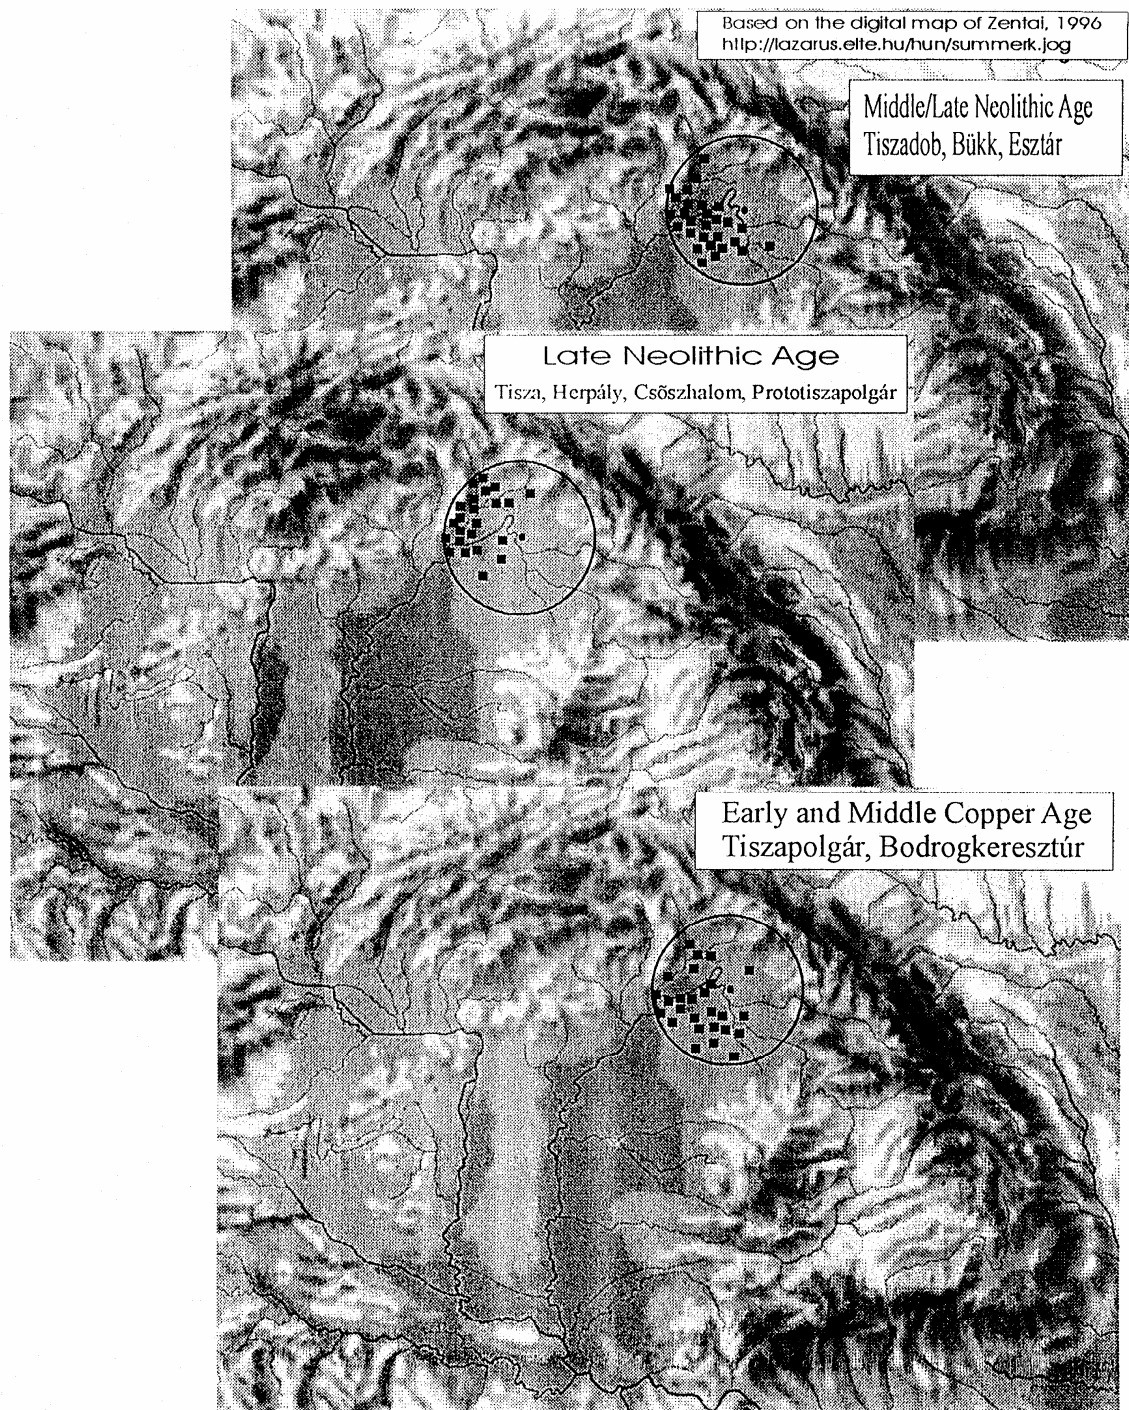 Based on the digital map of Zentai, 1996
http://lazarus.elte.hu/hun/summerk.jog
Middle/Late Neolithic Age
Tiszadob, Bükk, Esztár
Late Neolithic Age
Tisza, Herpály, Csõszhalom, Prototiszapolgár
Early and Middle Copper Age
Tiszapolgár, Bodrogkeresztúr